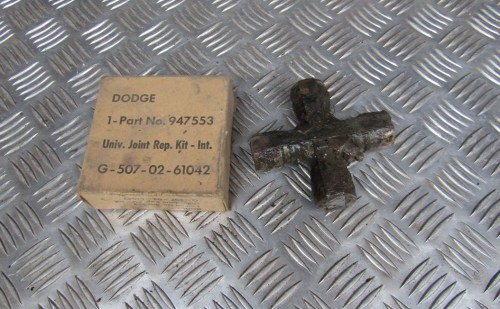 DODGE
1-Part No. 947553
Univ. Joint Rep. Kit - Int.
G-507-02-61042